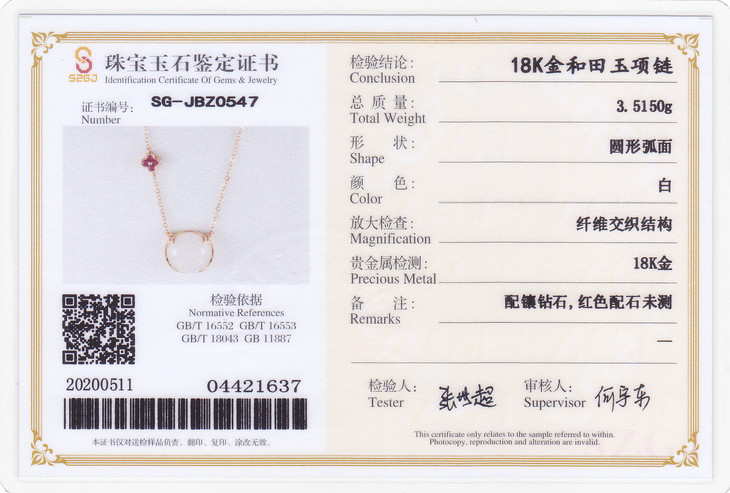 SZGJ
珠宝玉石鉴定证书
Identification Certificate Of Gems & Jewelry
证书编号: SG-JBZ0547
Number
检验依据
Normative References
GB/T 16552 GB/T 16553
GB/T 18043 GB 11887
20200511 04421637
本证书仅对送检样品负责、翻印、复印、涂改无效。
检验结论: 18K金和田玉项链
Conclusion
总 质 量: 3.5150g
Total Weight
形 状: 圆形弧面
Shape
颜 色: 白
Color
放大检查: 纤维交织结构
Magnification
贵金属检测: 18K金
Precious Metal
备 注: 配镶钻石,红色配石未测
Remarks
—
检验人: 审核人:
Tester Supervisor 何宇东
This certificate only relates to the sample referred to within.
Photocopy, reproduction and alteration are invalid.